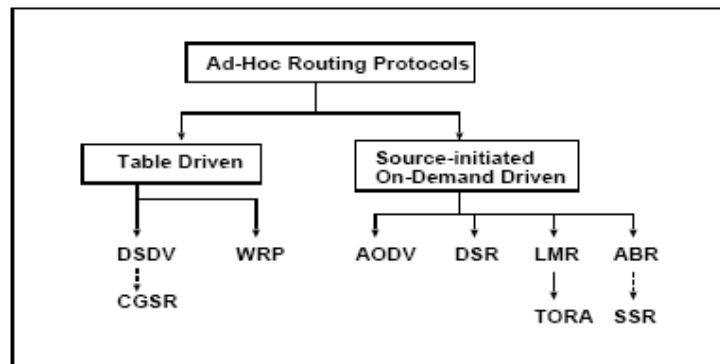 Ad-Hoc Routing Protocols
Table Driven
Source-initiated
On-Demand Driven
DSDV WRP AODV DSR LMR ABR
CGSR TORA SSR